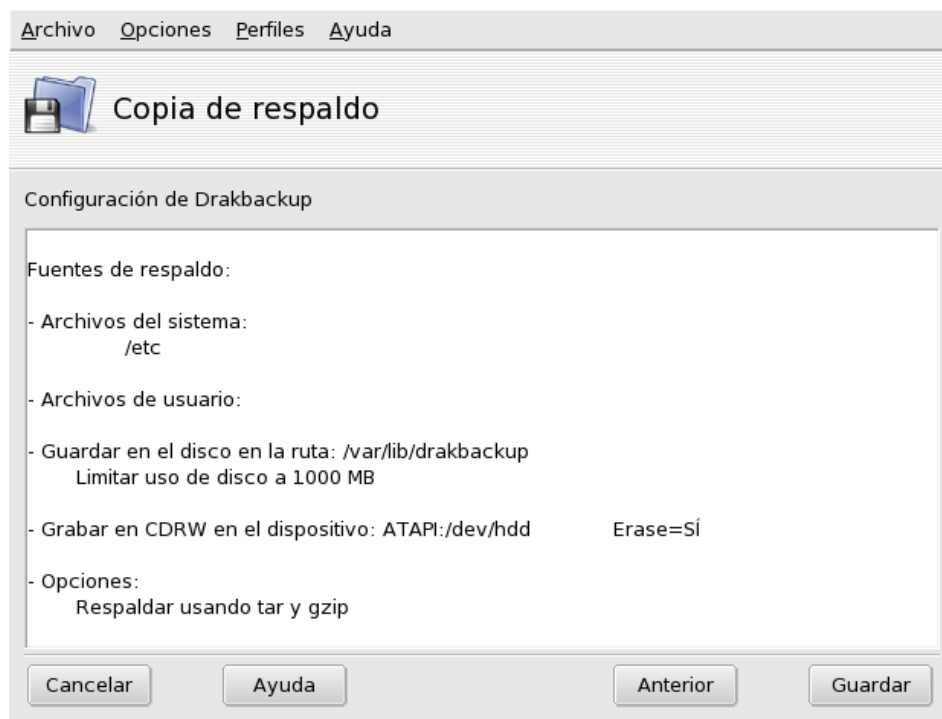 Archivo Opciones Perfiles Ayuda
Copia de respaldo
Configuración de Drakbackup
Fuentes de respaldo:
- Archivos del sistema:
/etc
- Archivos de usuario:
- Guardar en el disco en la ruta: /var/lib/drakbackup
Limitar uso de disco a 1000 MB
- Grabar en CDRW en el dispositivo: ATAPI:/dev/hdd Erase=SÍ
- Opciones:
Respaldar usando tar y gzip
Cancelar Ayuda Anterior Guardar